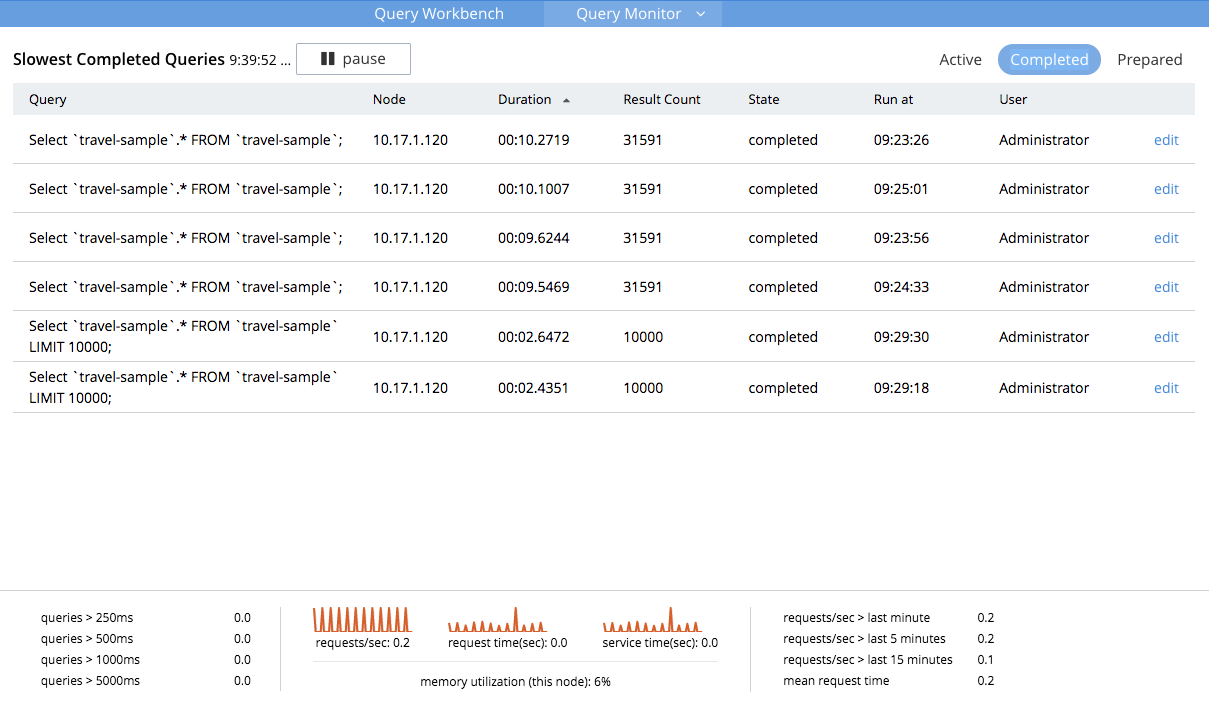 Query Workbench Query Monitor
Slowest Completed Queries 9:39:52 ... pause Active Completed Prepared
Query Node Duration Result Count State Run at User
Select `travel-sample`.* FROM `travel-sample`; 10.17.1.120 00:10.2719 31591 completed 09:23:26 Administrator edit
Select `travel-sample`.* FROM `travel-sample`; 10.17.1.120 00:10.1007 31591 completed 09:25:01 Administrator edit
Select `travel-sample`.* FROM `travel-sample`; 10.17.1.120 00:09.6244 31591 completed 09:23:56 Administrator edit
Select `travel-sample`.* FROM `travel-sample`; 10.17.1.120 00:09.5469 31591 completed 09:24:33 Administrator edit
Select `travel-sample`.* FROM `travel-sample`
LIMIT 10000; 10.17.1.120 00:02.6472 10000 completed 09:29:30 Administrator edit
Select `travel-sample`.* FROM `travel-sample`
LIMIT 10000; 10.17.1.120 00:02.4351 10000 completed 09:29:18 Administrator edit
queries > 250ms 0.0
queries > 500ms 0.0
queries > 1000ms 0.0
queries > 5000ms 0.0
requests/sec: 0.2 request time(sec): 0.0 service time(sec): 0.0
memory utilization (this node): 6%
requests/sec > last minute 0.2
requests/sec > last 5 minutes 0.2
requests/sec > last 15 minutes 0.1
mean request time 0.2